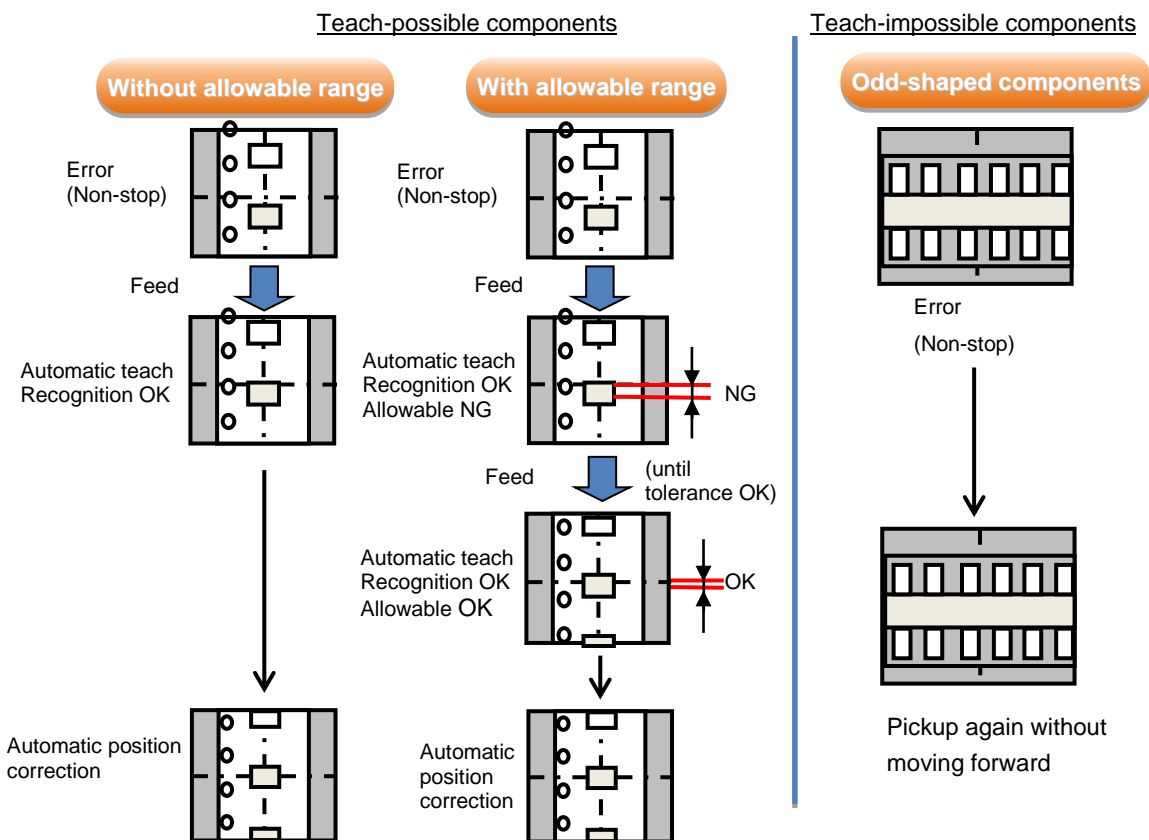 Teach-possible components
Teach-impossible components
Without allowable range
With allowable range
Odd-shaped components
Error
(Non-stop)
Feed
Automatic teach
Recognition OK
Automatic position
correction
Error
(Non-stop)
Feed
Automatic teach
Recognition OK
Allowable NG
NG
Feed
(until
tolerance OK)
Automatic teach
Recognition OK
Allowable OK
OK
Automatic
position
correction
Error
(Non-stop)
Pickup again without
moving forward